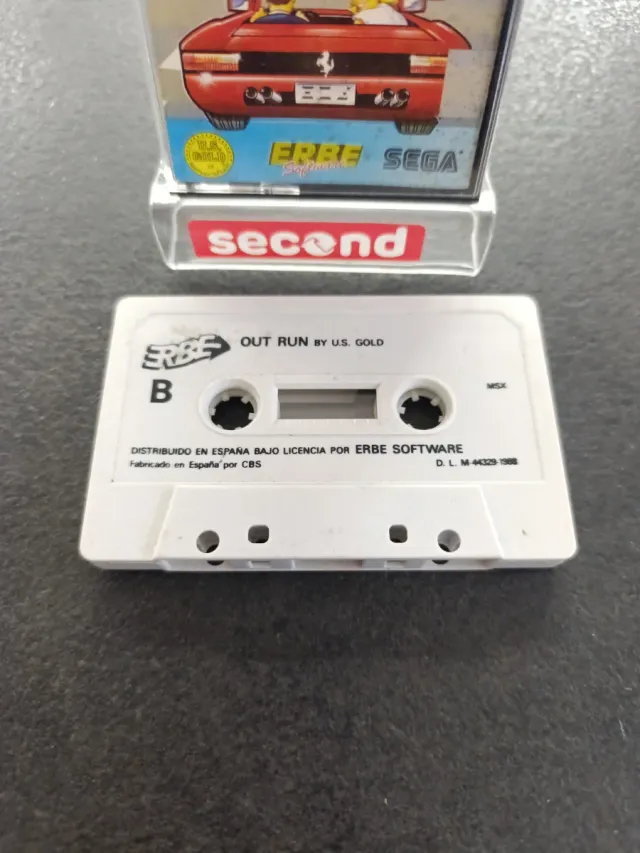 U.S.
GOLD
ERBE
Software
SEGA
second
ERBE
OUT RUN BY U.S. GOLD
B
MSX
DISTRIBUIDO EN ESPAÑA BAJO LICENCIA POR ERBE SOFTWARE
Fabricado en España por CBS
D. L. M-44329-1988